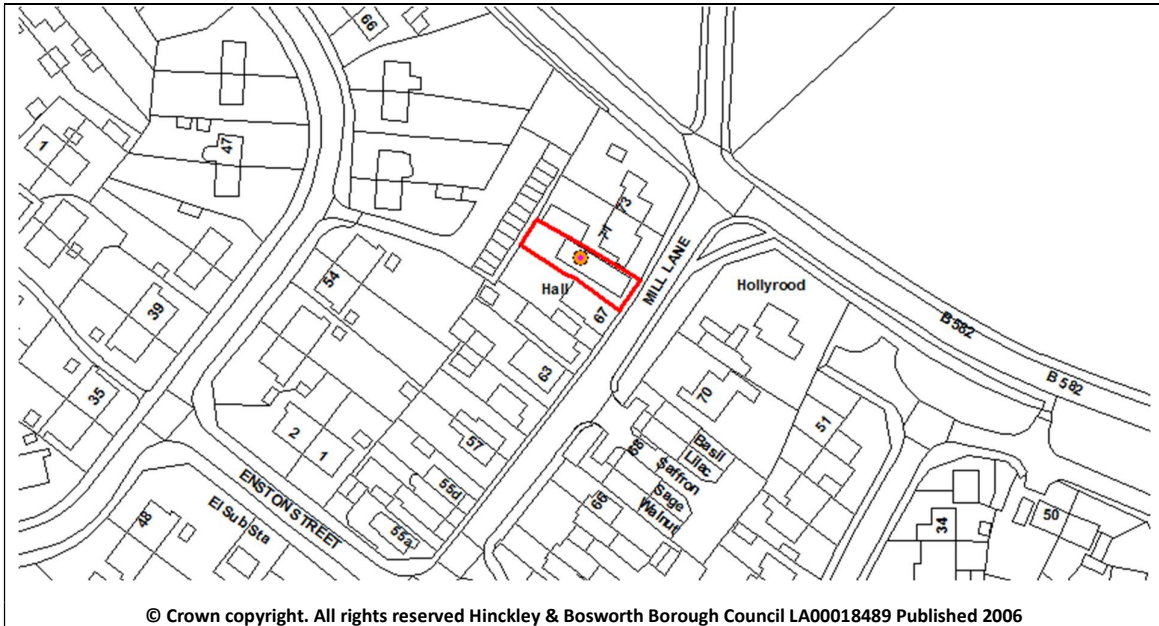 66
1
47
73
71
54
Hall
67
MILL LANE
Hollyrood
B 582
B 582
39
63
70
51
35
2
1
57
68
Basil
Lilac
Saffron
Sage
Walnut
55d
66
ENSTON STREET
El Sub Sta
48
55a
34
50
© Crown copyright. All rights reserved Hinckley & Bosworth Borough Council LA00018489 Published 2006